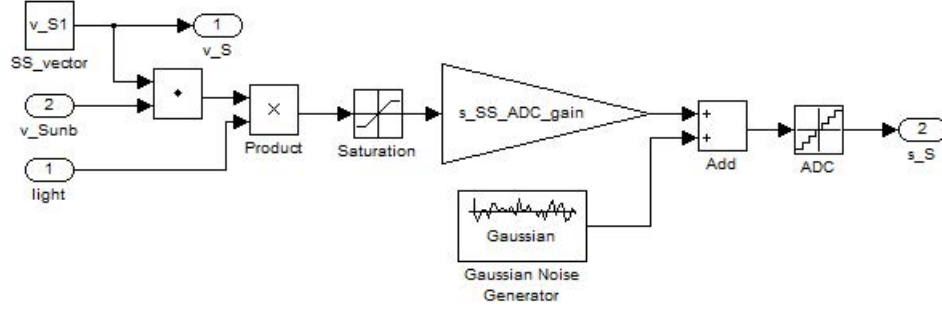 v_S1
SS_vector
1
v_S
2
v_Sunb
1
light
Product
Saturation
s_SS_ADC_gain
Gaussian
Gaussian Noise
Generator
+
+
Add
ADC
2
s_S